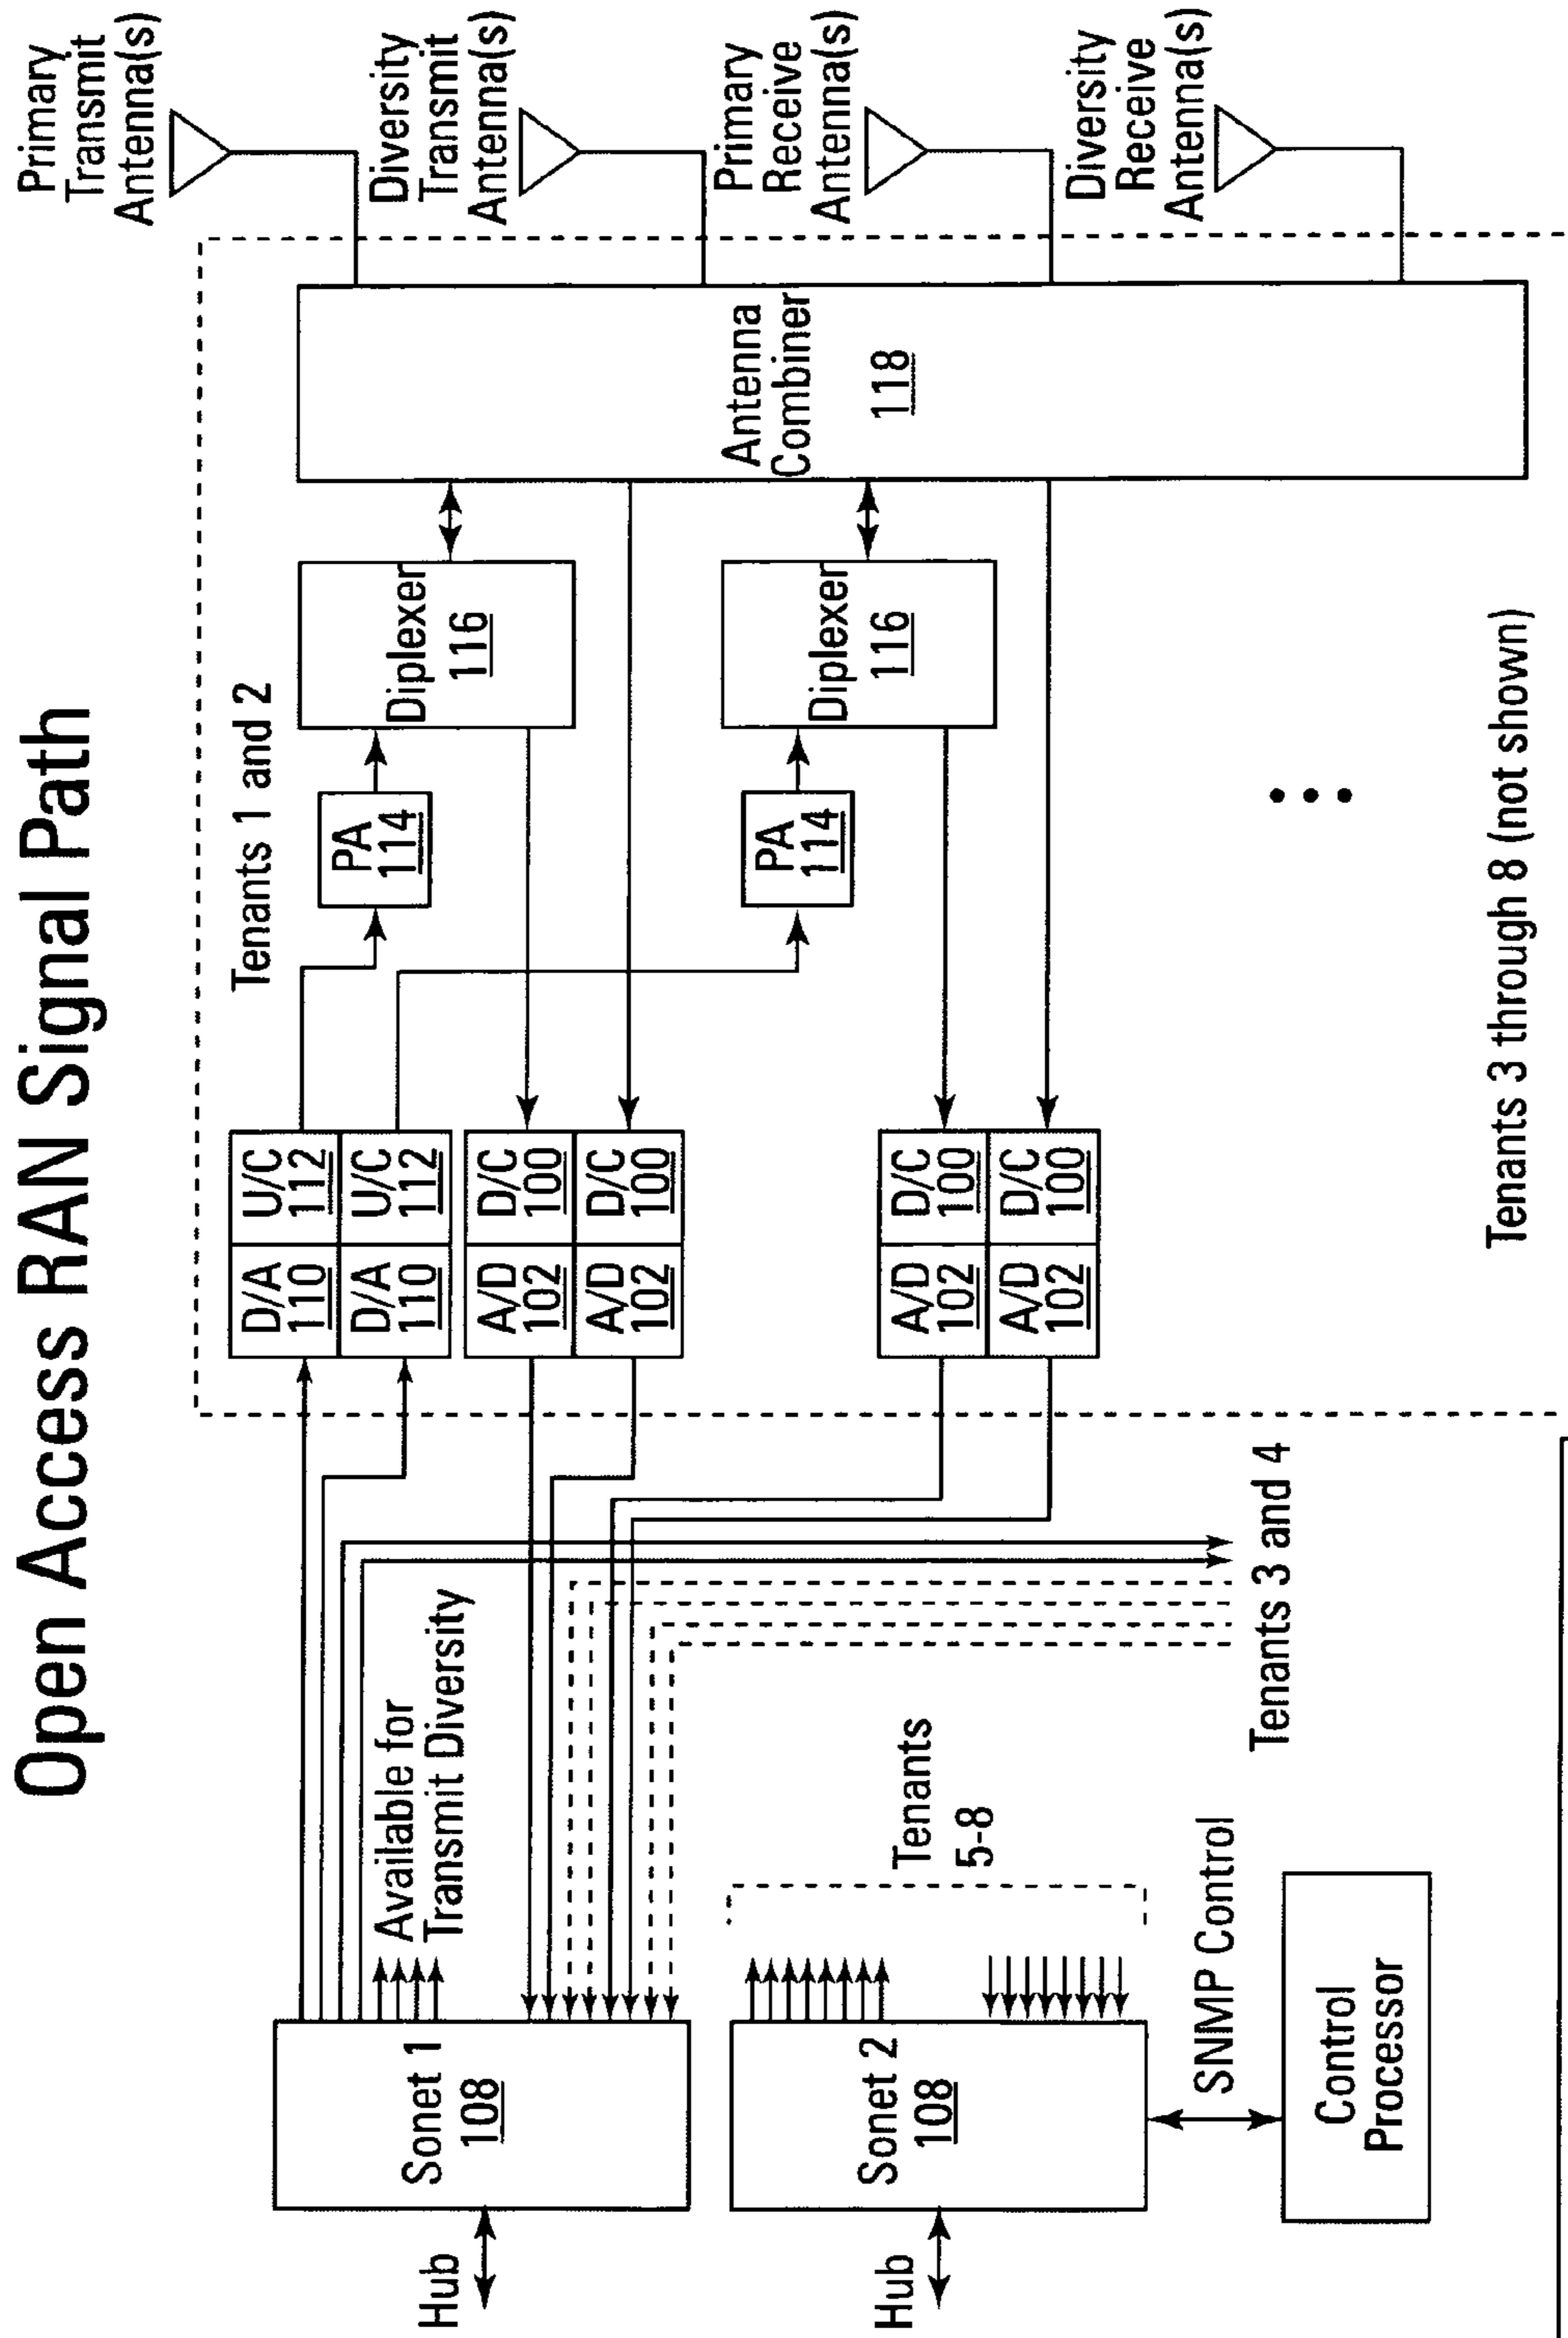 Open Access RAN Signal Path
Hub
Sonet 1
108
Available for
Transmit Diversity
Hub
Sonet 2
108
Tenants
5-8
SNMP Control
Control
Processor
Tenants 3 and 4
D/A
110
U/C
112
D/A
110
U/C
112
A/D
102
D/C
100
A/D
102
D/C
100
A/D
102
D/C
100
A/D
102
D/C
100
Tenants 1 and 2
PA
114
Diplexer
116
PA
114
Diplexer
116
Antenna
Combiner
118
Tenants 3 through 8 (not shown)
Primary
Transmit
Antenna(s)
Diversity
Transmit
Antenna(s)
Primary
Receive
Antenna(s)
Diversity
Receive
Antenna(s)